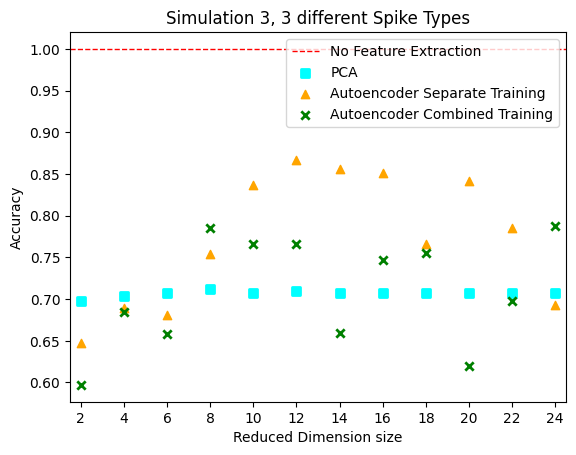 Simulation 3, 3 different Spike Types
No Feature Extraction
PCA
Autoencoder Separate Training
Autoencoder Combined Training
Accuracy
1.00
0.95
0.90
0.85
0.80
0.75
0.70
0.65
0.60
2 4 6 8 10 12 14 16 18 20 22 24
Reduced Dimension size